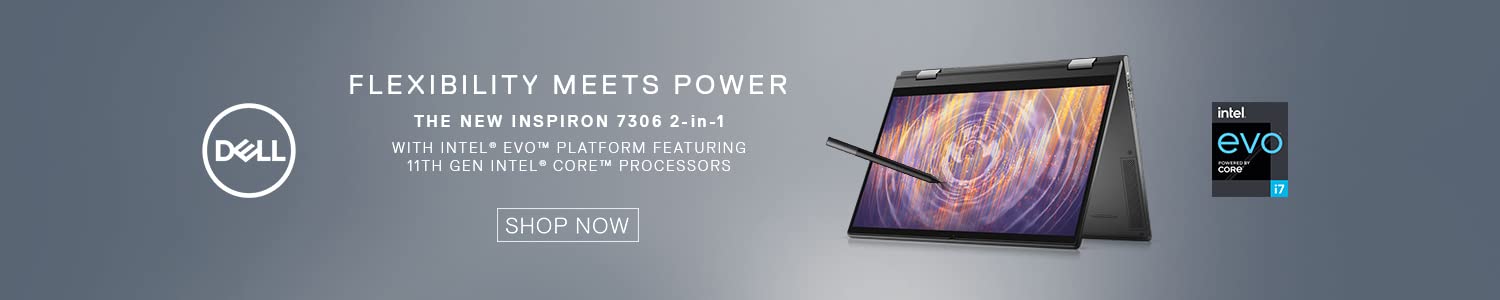 DELL
FLEXIBILITY MEETS POWER
THE NEW INSPIRON 7306 2-in-1
WITH INTEL® EVO™ PLATFORM FEATURING
11TH GEN INTEL® CORE™ PROCESSORS
SHOP NOW
intel.
evo
POWERED BY
CORE™
i7